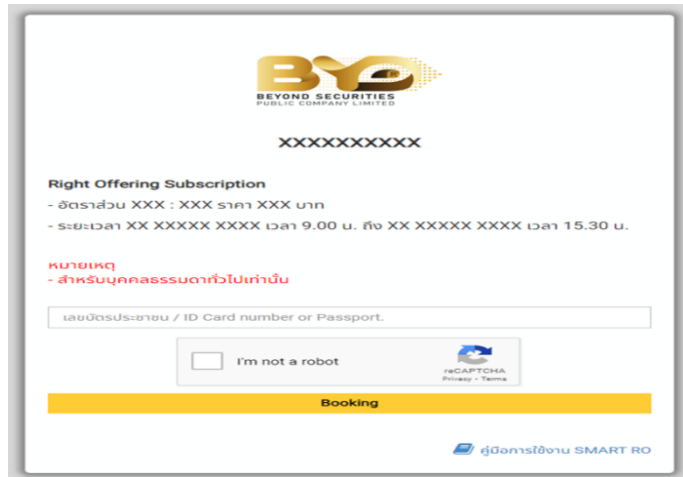 BYD
BEYOND SECURITIES
PUBLIC COMPANY LIMITED
XXXXXXXXXX
Right Offering Subscription
- อัตราส่วน XXX : XXX ราคา XXX บาท
- ระยะเวลา XX XXXXX XXXX เวลา 9.00 น. ถึง XX XXXXX XXXX เวลา 15.30 น.
หมายเหตุ
- สำหรับบุคคลธรรมดาทั่วไปเท่านั้น
เลขบัตรประชาชน / ID Card number or Passport.
I'm not a robot
reCAPTCHA
Privacy - Terms
Booking
คู่มือการใช้งาน SMART RO